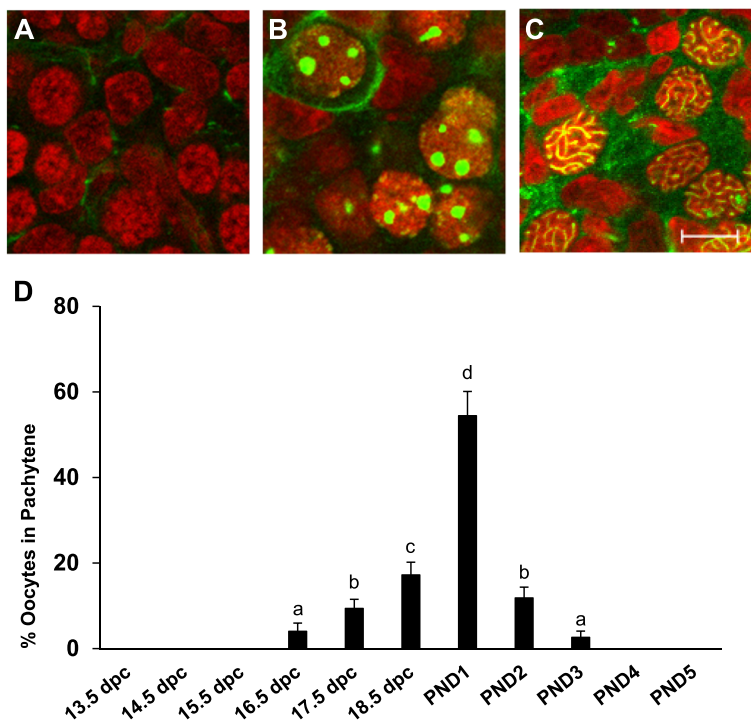 A
B
C
D
80
60
40
20
0
% Oocytes in Pachytene
a
b
c
d
b
a
13.5 dpc
14.5 dpc
15.5 dpc
16.5 dpc
17.5 dpc
18.5 dpc
PND1
PND2
PND3
PND4
PND5